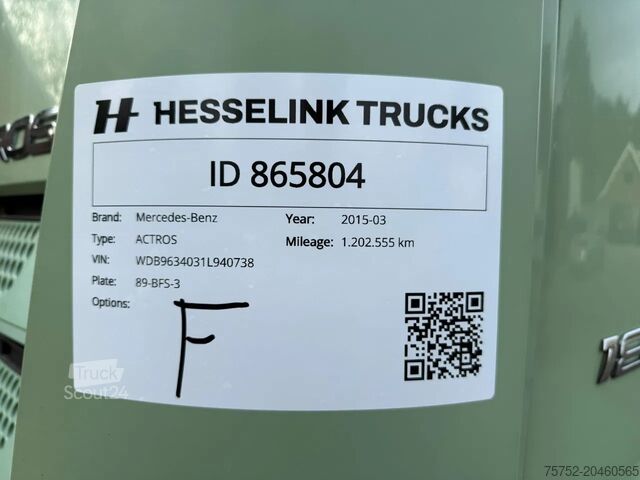 HESSELINK TRUCKS
ID 865804
Brand: Mercedes-Benz Year: 2015-03
Type: ACTROS Mileage: 1.202.555 km
VIN: WDB9634031L940738
Plate: 89-BFS-3
Options: F
Truck
Scout24
75752-20460565